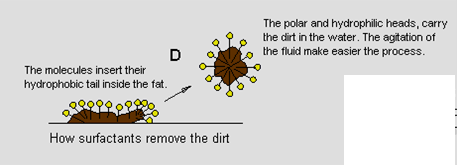 The polar and hydrophilic heads, carry
the dirt in the water. The agitation of
the fluid make easier the process.
D
The molecules insert their
hydrophobic tail inside the fat.
How surfactants remove the dirt